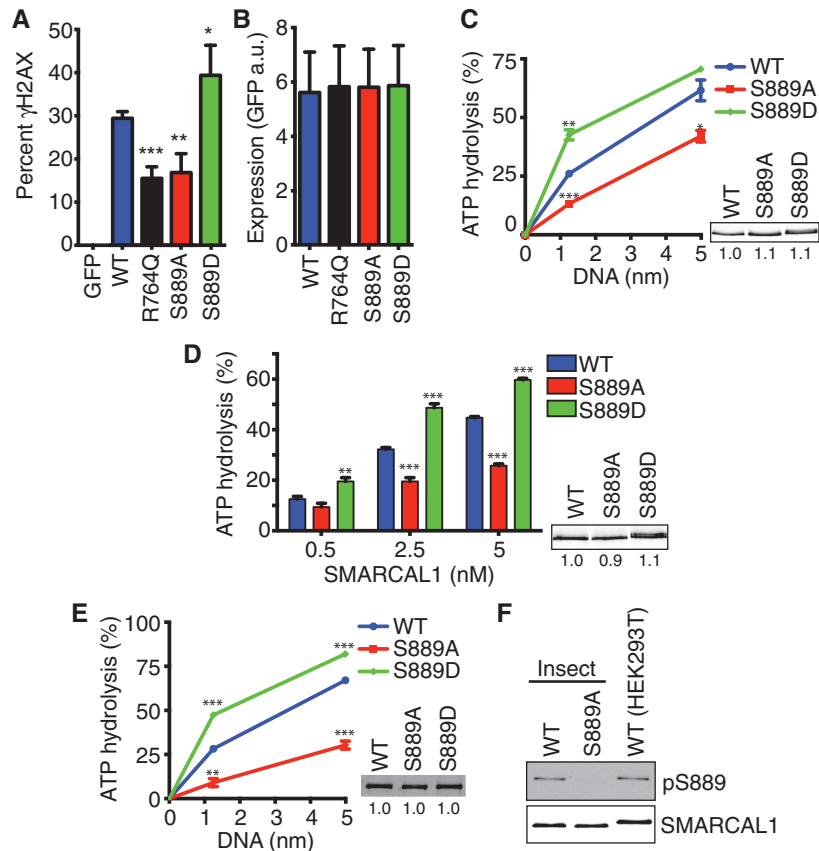 A
Percent γH2AX
50
40
30
20
10
0
*
***
**
GFP
WT
R764Q
S889A
S889D
B
Expression (GFP a.u.)
8
6
4
2
0
WT
R764Q
S889A
S889D
C
ATP hydrolysis (%)
75
50
25
0
**
***
*
0 1 2 3 4 5
DNA (nm)
WT
S889A
S889D
WT
S889A
S889D
1.0 1.1 1.1
D
ATP hydrolysis (%)
60
40
20
0
**
***
***
***
***
0.5 2.5 5
SMARCAL1 (nM)
WT
S889A
S889D
WT
S889A
S889D
1.0 0.9 1.1
E
ATP hydrolysis (%)
100
75
50
25
0
***
**
***
***
0 1 2 3 4 5
DNA (nm)
WT
S889A
S889D
WT
S889A
S889D
1.0 1.0 1.0
F
Insect
WT
S889A
WT (HEK293T)
pS889
SMARCAL1